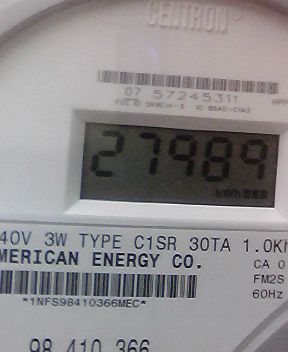 CENTRON
07 57245311
27989
kWh
40V 3W TYPE C1SR 30TA 1.0Kh
MERICAN ENERGY CO.
CA 0
FM2S
*1NFS98410366MEC*
60Hz
98 410 366